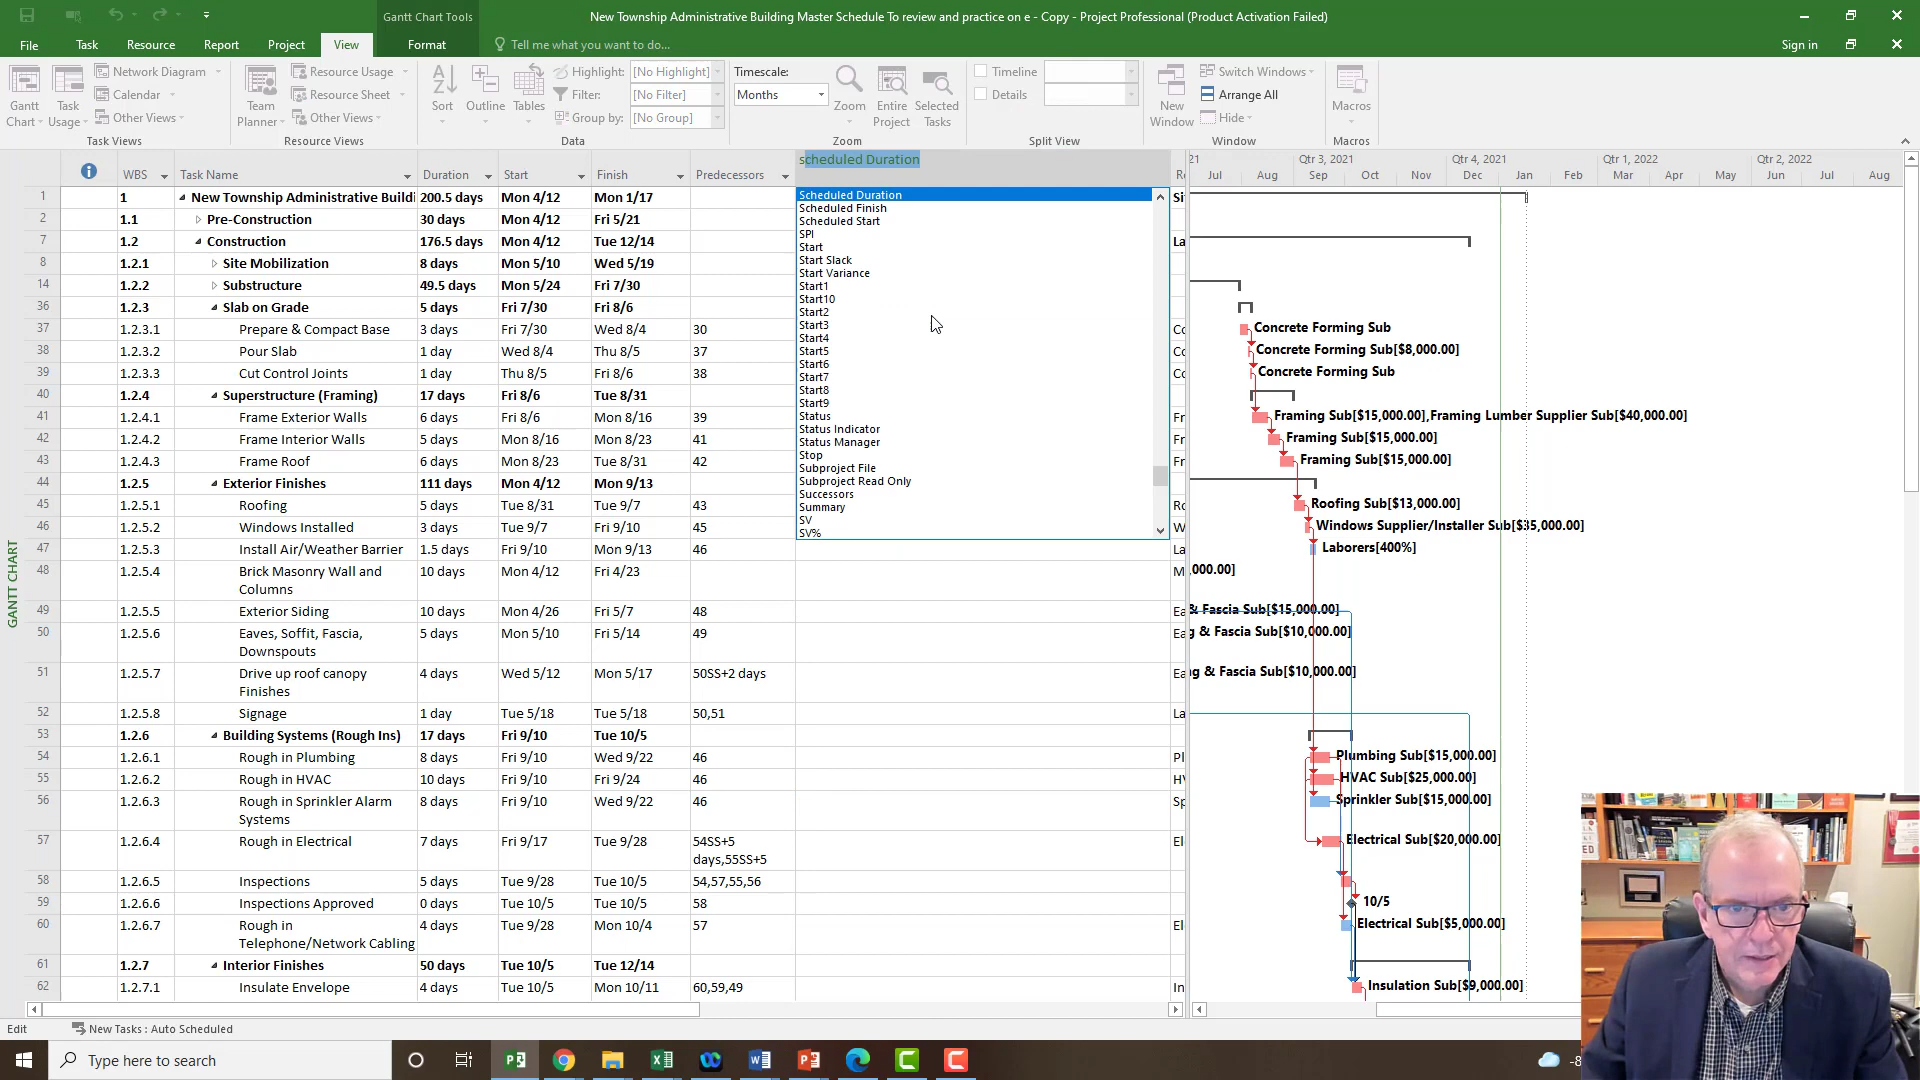 Gantt Chart Tools
New Township Administrative Building Master Schedule To review and practice on e - Copy - Project Professional (Product Activation Failed)
File Task Resource Report Project View Format Tell me what you want to do... Sign in
Network Diagram Resource Usage Highlight: [No Highlight] Timescale: Timeline Switch Windows
Calendar Resource Sheet Filter: [No Filter] Months Details Arrange All
Gantt Chart Task Usage Other Views Team Planner Other Views Sort Outline Tables Group by: [No Group] Zoom Entire Project Selected Tasks New Window Hide Macros
Task Views Resource Views Data Zoom Split View Window Macros
scheduled Duration 21 Qtr 3, 2021 Qtr 4, 2021 Qtr 1, 2022 Qtr 2, 2022
WBS Task Name Duration Start Finish Predecessors Jul Aug Sep Oct Nov Dec Jan Feb Mar Apr May Jun Jul Aug
1 1 New Township Administrative Buildi 200.5 days Mon 4/12 Mon 1/17
2 1.1 Pre-Construction 30 days Mon 4/12 Fri 5/21
7 1.2 Construction 176.5 days Mon 4/12 Tue 12/14 La
8 1.2.1 Site Mobilization 8 days Mon 5/10 Wed 5/19
14 1.2.2 Substructure 49.5 days Mon 5/24 Fri 7/30
36 1.2.3 Slab on Grade 5 days Fri 7/30 Fri 8/6
37 1.2.3.1 Prepare & Compact Base 3 days Fri 7/30 Wed 8/4 30 Concrete Forming Sub
38 1.2.3.2 Pour Slab 1 day Wed 8/4 Thu 8/5 37 Concrete Forming Sub[$8,000.00]
39 1.2.3.3 Cut Control Joints 1 day Thu 8/5 Fri 8/6 38 Concrete Forming Sub
40 1.2.4 Superstructure (Framing) 17 days Fri 8/6 Tue 8/31
41 1.2.4.1 Frame Exterior Walls 6 days Fri 8/6 Mon 8/16 39 Framing Sub[$15,000.00],Framing Lumber Supplier Sub[$40,000.00]
42 1.2.4.2 Frame Interior Walls 5 days Mon 8/16 Mon 8/23 41 Framing Sub[$15,000.00]
43 1.2.4.3 Frame Roof 6 days Mon 8/23 Tue 8/31 42 Framing Sub[$15,000.00]
44 1.2.5 Exterior Finishes 111 days Mon 4/12 Mon 9/13
45 1.2.5.1 Roofing 8 days Tue 8/31 Tue 9/7 43 Roofing Sub[$13,000.00]
46 1.2.5.2 Windows Installed 3 days Tue 9/7 Fri 9/10 45 Windows Supplier/Installer Sub[$35,000.00]
47 1.2.5.3 Install Air/Weather Barrier 1.5 days Fri 9/10 Mon 9/13 46 La Laborers[400%]
48 1.2.5.4 Brick Masonry Wall and 10 days Mon 4/12 Fri 4/23 ,000.00]
Columns
49 1.2.5.5 Exterior Siding 10 days Mon 4/26 Fri 5/7 48 Ea & Fascia Sub[$15,000.00]
50 1.2.5.6 Eaves, Soffit, Fascia, 5 days Mon 5/10 Fri 5/14 49 Ea g & Fascia Sub[$10,000.00]
Downspouts
51 1.2.5.7 Drive up roof canopy 4 days Wed 5/12 Mon 5/17 50SS+2 days Ea g & Fascia Sub[$10,000.00]
Finishes
52 1.2.5.8 Signage 1 day Tue 5/18 Tue 5/18 50,51 La
53 1.2.6 Building Systems (Rough Ins) 17 days Fri 9/10 Tue 10/5
54 1.2.6.1 Rough in Plumbing 8 days Fri 9/10 Wed 9/22 46 Pl Plumbing Sub[$15,000.00]
55 1.2.6.2 Rough in HVAC 10 days Fri 9/10 Fri 9/24 46 HV HVAC Sub[$25,000.00]
56 1.2.6.3 Rough in Sprinkler Alarm 8 days Fri 9/10 Wed 9/22 46 Sp Sprinkler Sub[$15,000.00]
Systems
57 1.2.6.4 Rough in Electrical 7 days Fri 9/17 Tue 9/28 54SS+5 El Electrical Sub[$20,000.00]
days,55SS+5
58 1.2.6.5 Inspections 5 days Tue 9/28 Tue 10/5 54,57,55,56
59 1.2.6.6 Inspections Approved 0 days Tue 10/5 Tue 10/5 58 10/5
60 1.2.6.7 Rough in 4 days Tue 9/28 Mon 10/4 57 El Electrical Sub[$5,000.00]
Telephone/Network Cabling
61 1.2.7 Interior Finishes 50 days Tue 10/5 Tue 12/14
62 1.2.7.1 Insulate Envelope 4 days Tue 10/5 Mon 10/11 60,59,49 In Insulation Sub[$9,000.00]
Scheduled Duration
Scheduled Finish
Scheduled Start
SPI
Start
Start Slack
Start Variance
Start1
Start10
Start2
Start3
Start4
Start5
Start6
Start7
Start8
Start9
Status
Status Indicator
Status Manager
Stop
Subproject File
Subproject Read Only
Successors
Summary
SV
SV%
GANTT CHART
Edit New Tasks : Auto Scheduled
Type here to search